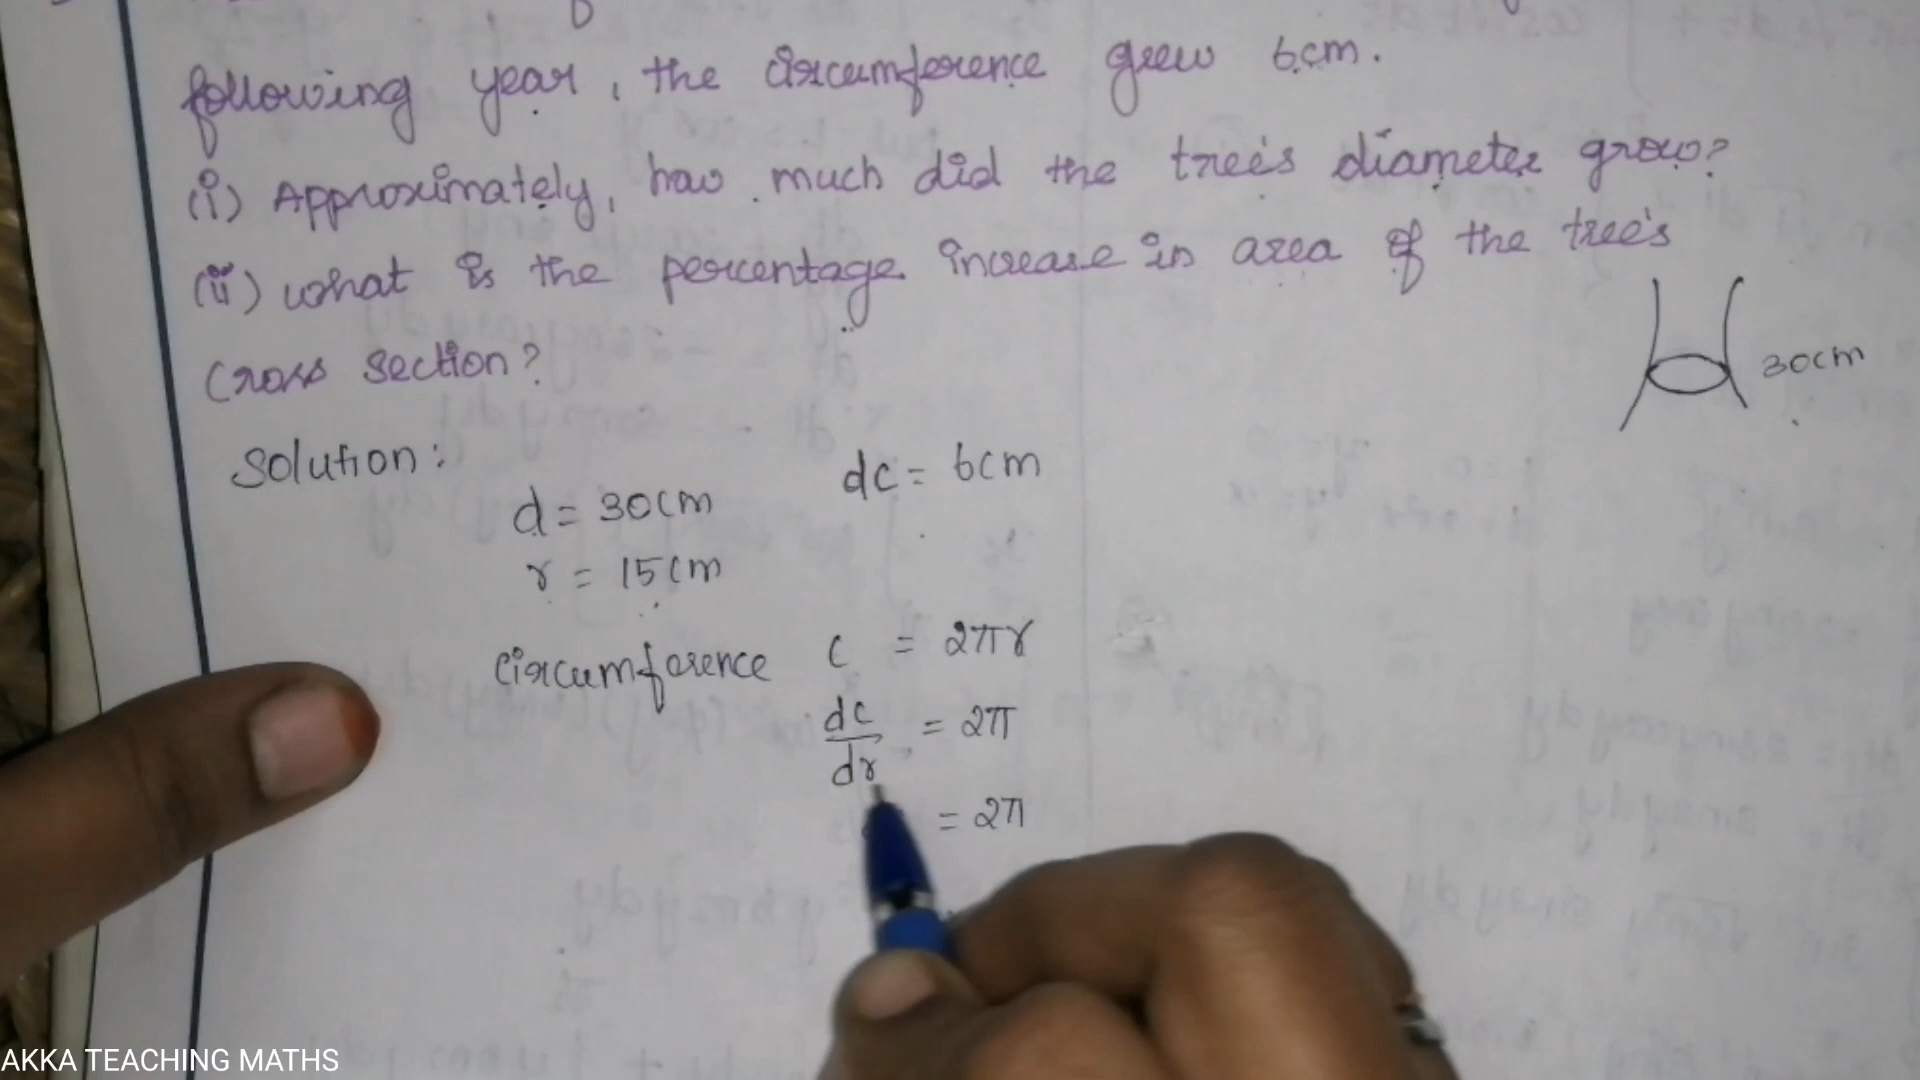 following year, the circumference grew 6cm.
(i) Approximately, how much did the tree's diameter grow?
(ii) what is the percentage increase in area of the tree's
cross section?
30cm
Solution:
d = 30cm
dc = 6cm
r = 15cm
circumference c = 2πr
dc/dr = 2π
= 2π
AKKA TEACHING MATHS